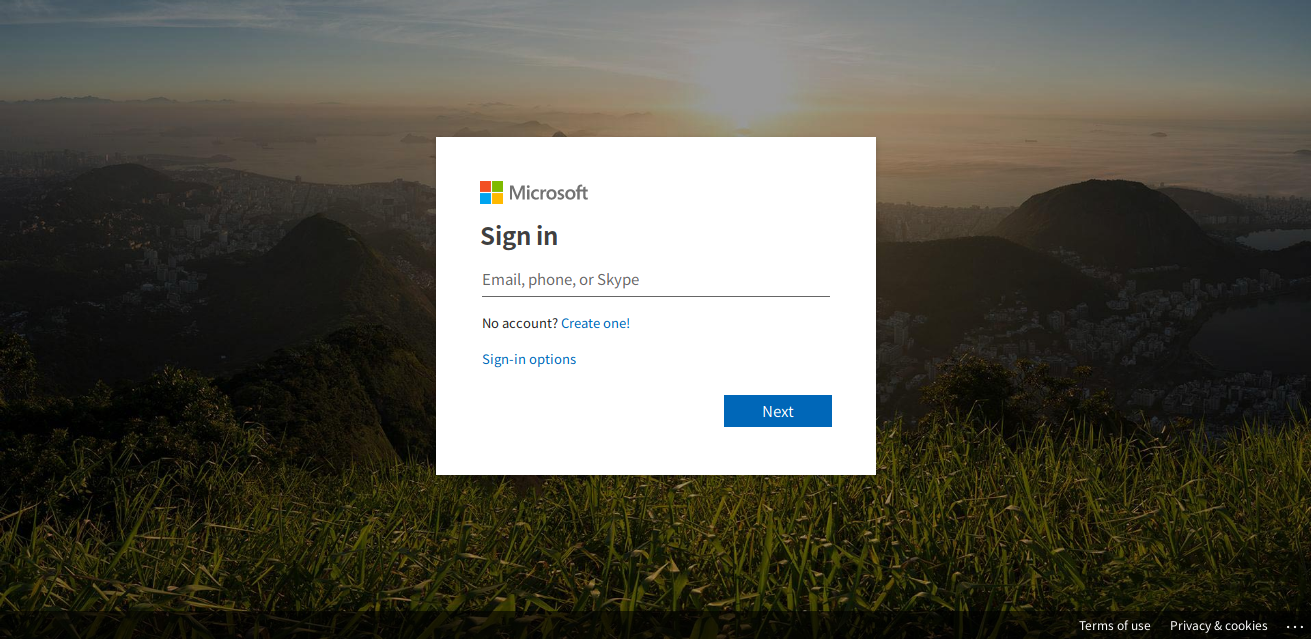 Microsoft
Sign in
Email, phone, or Skype
No account? Create one!
Sign-in options
Next
Terms of use Privacy & cookies ...